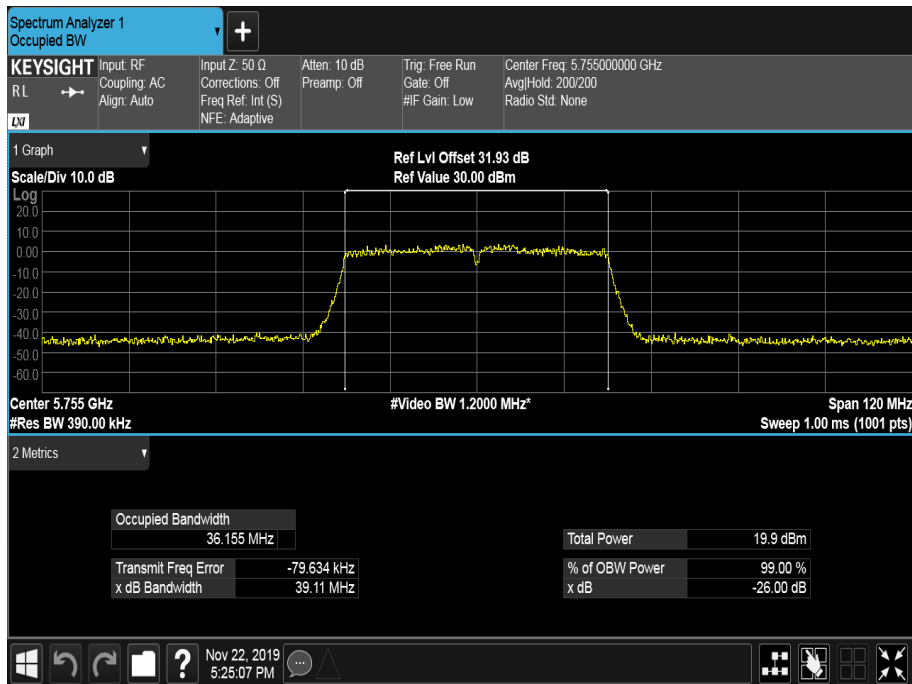 Spectrum Analyzer 1
Occupied BW
KEYSIGHT
RL
LXI
Input: RF
Coupling: AC
Align: Auto
Input Z: 50 Ω
Corrections: Off
Freq Ref: Int (S)
NFE: Adaptive
Atten: 10 dB
Preamp: Off
Trig: Free Run
Gate: Off
#IF Gain: Low
Center Freq: 5.755000000 GHz
Avg|Hold: 200/200
Radio Std: None
1 Graph
Scale/Div 10.0 dB
Ref Lvl Offset 31.93 dB
Ref Value 30.00 dBm
Log
20.0
10.0
0.00
-10.0
-20.0
-30.0
-40.0
-50.0
-60.0
Center 5.755 GHz
#Video BW 1.2000 MHz*
Span 120 MHz
#Res BW 390.00 kHz
Sweep 1.00 ms (1001 pts)
2 Metrics
Occupied Bandwidth
36.155 MHz
Total Power 19.9 dBm
Transmit Freq Error -79.634 kHz
% of OBW Power 99.00 %
x dB Bandwidth 39.11 MHz
x dB -26.00 dB
?
Nov 22, 2019
5:25:07 PM